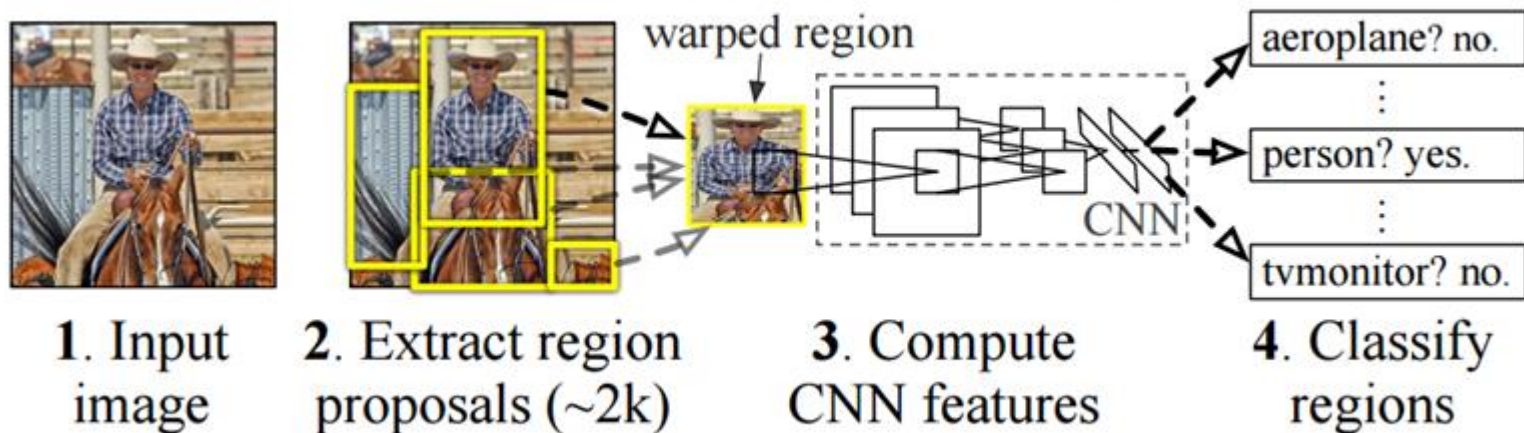 warped region
aeroplane? no.
⋮
person? yes.
⋮
tvmonitor? no.
CNN
1. Input
image
2. Extract region
proposals (~2k)
3. Compute
CNN features
4. Classify
regions